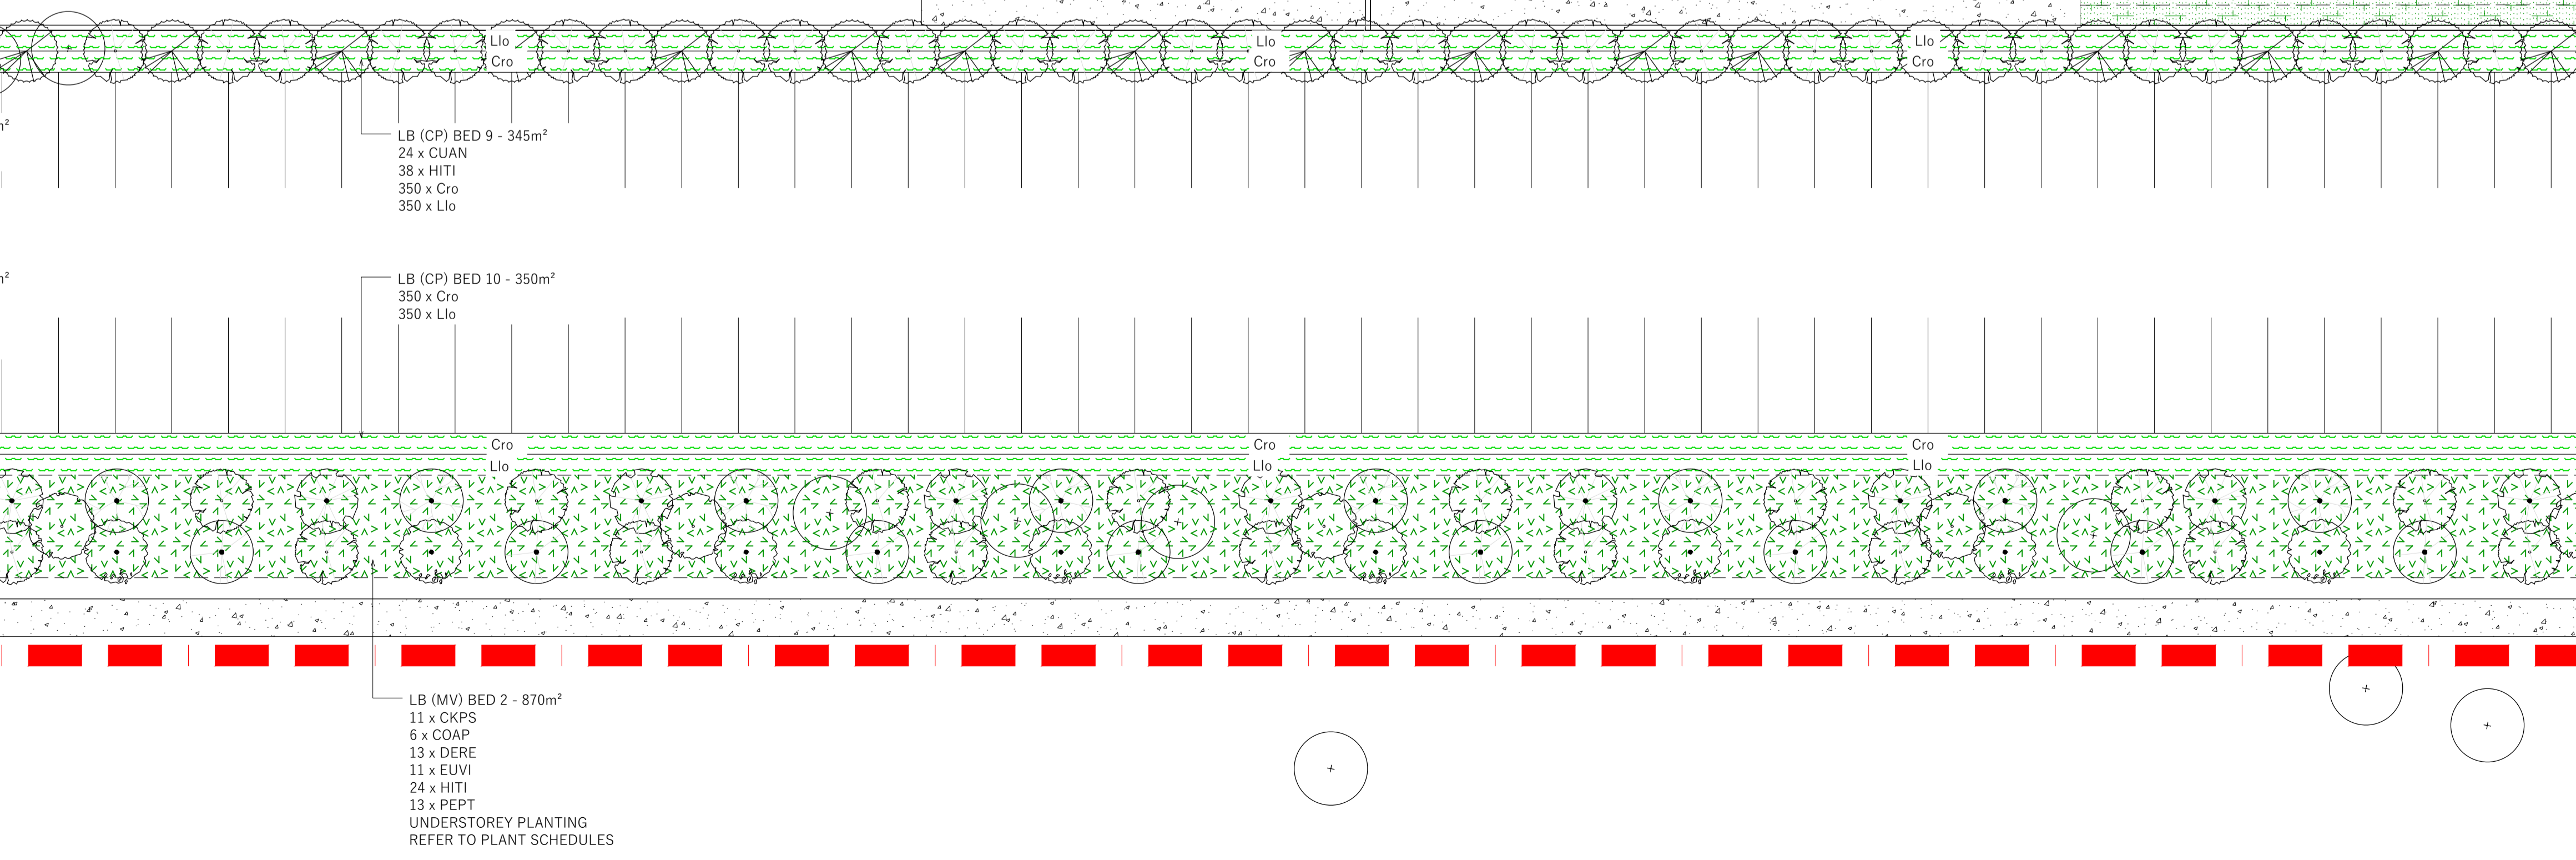 Llo
Cro
Llo
Cro
Llo
Cro
m²
LB (CP) BED 9 - 345m²
24 x CUAN
38 x HITI
350 x Cro
350 x Llo
m²
LB (CP) BED 10 - 350m²
350 x Cro
350 x Llo
Cro
Llo
Cro
Llo
Cro
Llo
LB (MV) BED 2 - 870m²
11 x CKPS
6 x COAP
13 x DERE
11 x EUVI
24 x HITI
13 x PEPT
UNDERSTOREY PLANTING
REFER TO PLANT SCHEDULES